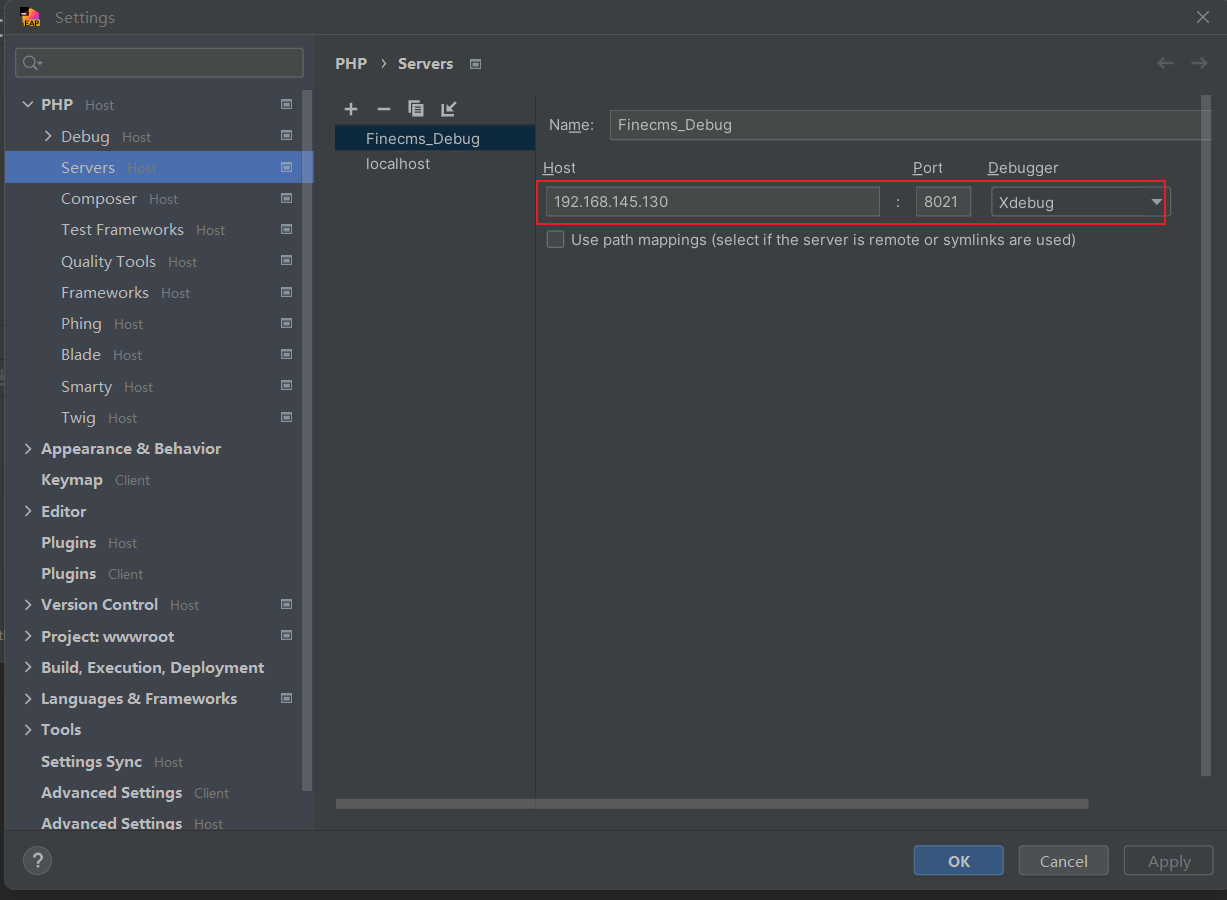 EAP Settings
PHP Host
Debug Host
Servers Host
Composer Host
Test Frameworks Host
Quality Tools Host
Frameworks Host
Phing Host
Blade Host
Smarty Host
Twig Host
Appearance & Behavior
Keymap Client
Editor
Plugins Host
Plugins Client
Version Control Host
Project: wwwroot
Build, Execution, Deployment
Languages & Frameworks
Tools
Settings Sync Host
Advanced Settings Client
Advanced Settings Host
PHP › Servers
Finecms_Debug
localhost
Name: Finecms_Debug
Host Port Debugger
192.168.145.130 : 8021 Xdebug
Use path mappings (select if the server is remote or symlinks are used)
? OK Cancel Apply